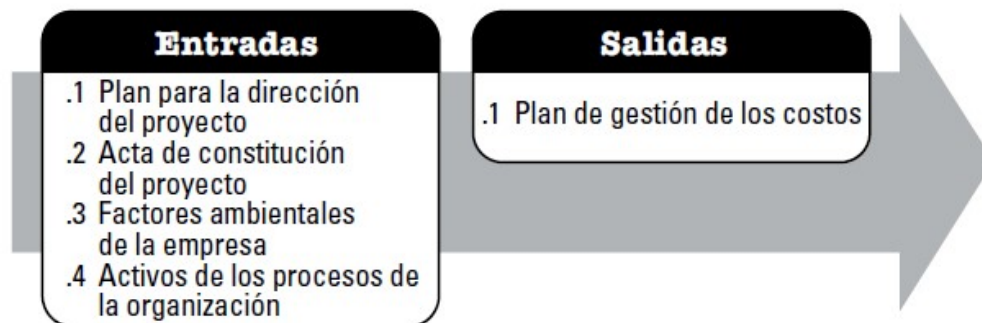 Entradas
.1 Plan para la dirección
del proyecto
.2 Acta de constitución
del proyecto
.3 Factores ambientales
de la empresa
.4 Activos de los procesos de
la organización
Salidas
.1 Plan de gestión de los costos